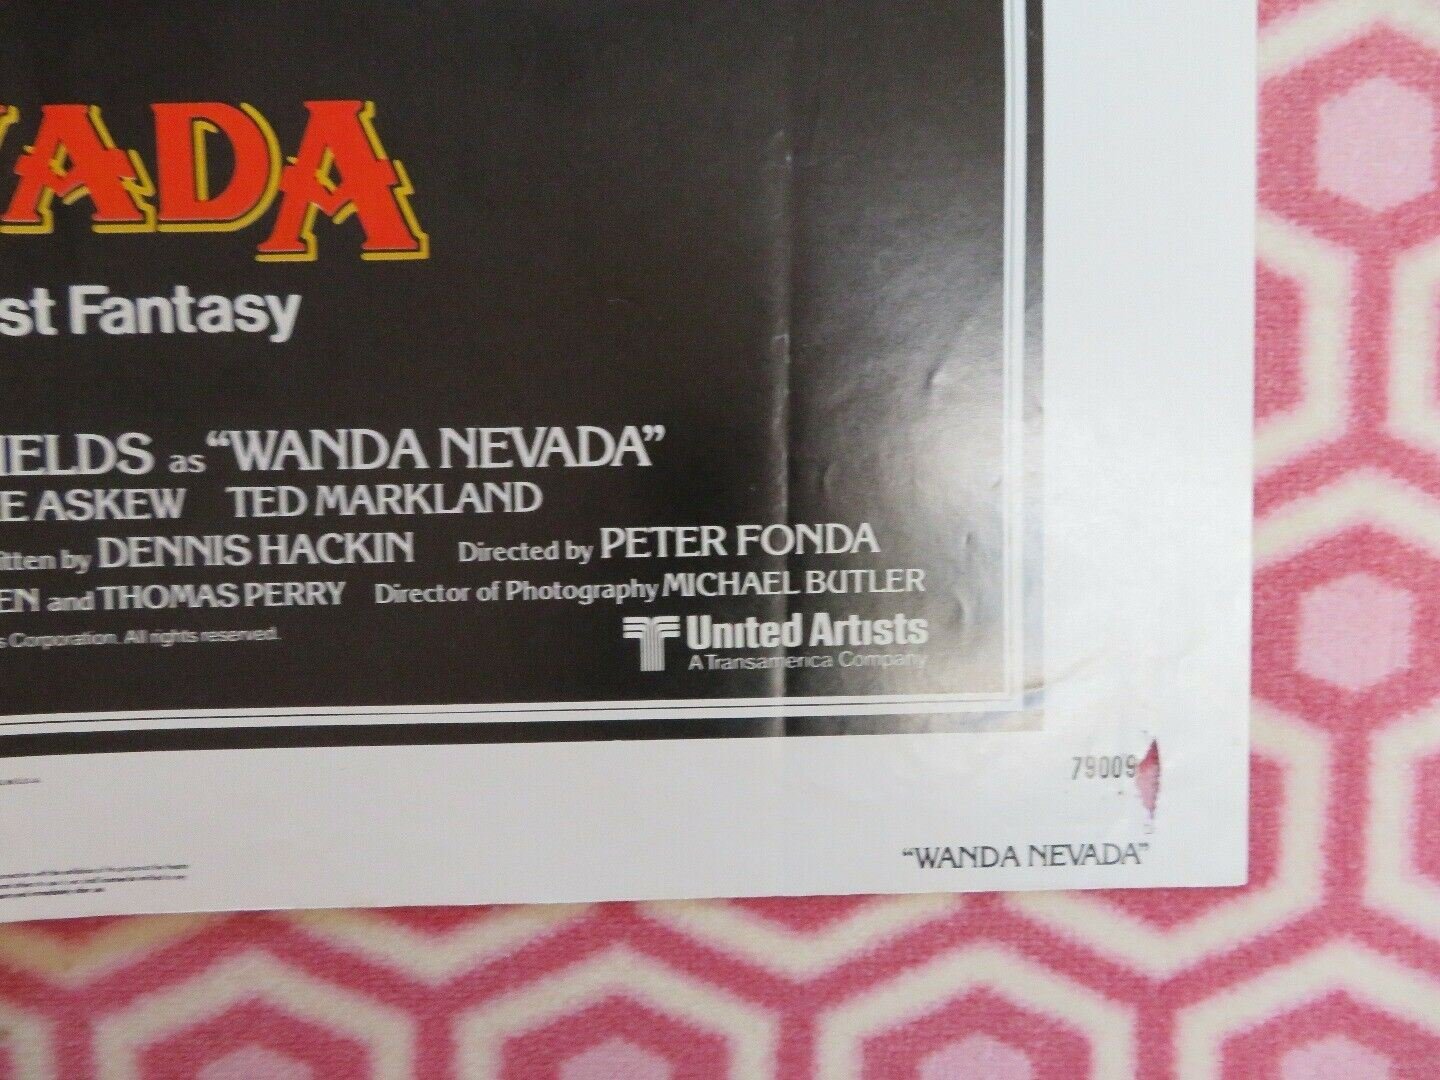 VADA
st Fantasy
IELDS as "WANDA NEVADA"
E ASKEW TED MARKLAND
tten by DENNIS HACKIN Directed by PETER FONDA
EN and THOMAS PERRY Director of Photography MICHAEL BUTLER
s Corporation. All rights reserved.
United Artists
A Transamerica Company
79009
"WANDA NEVADA"